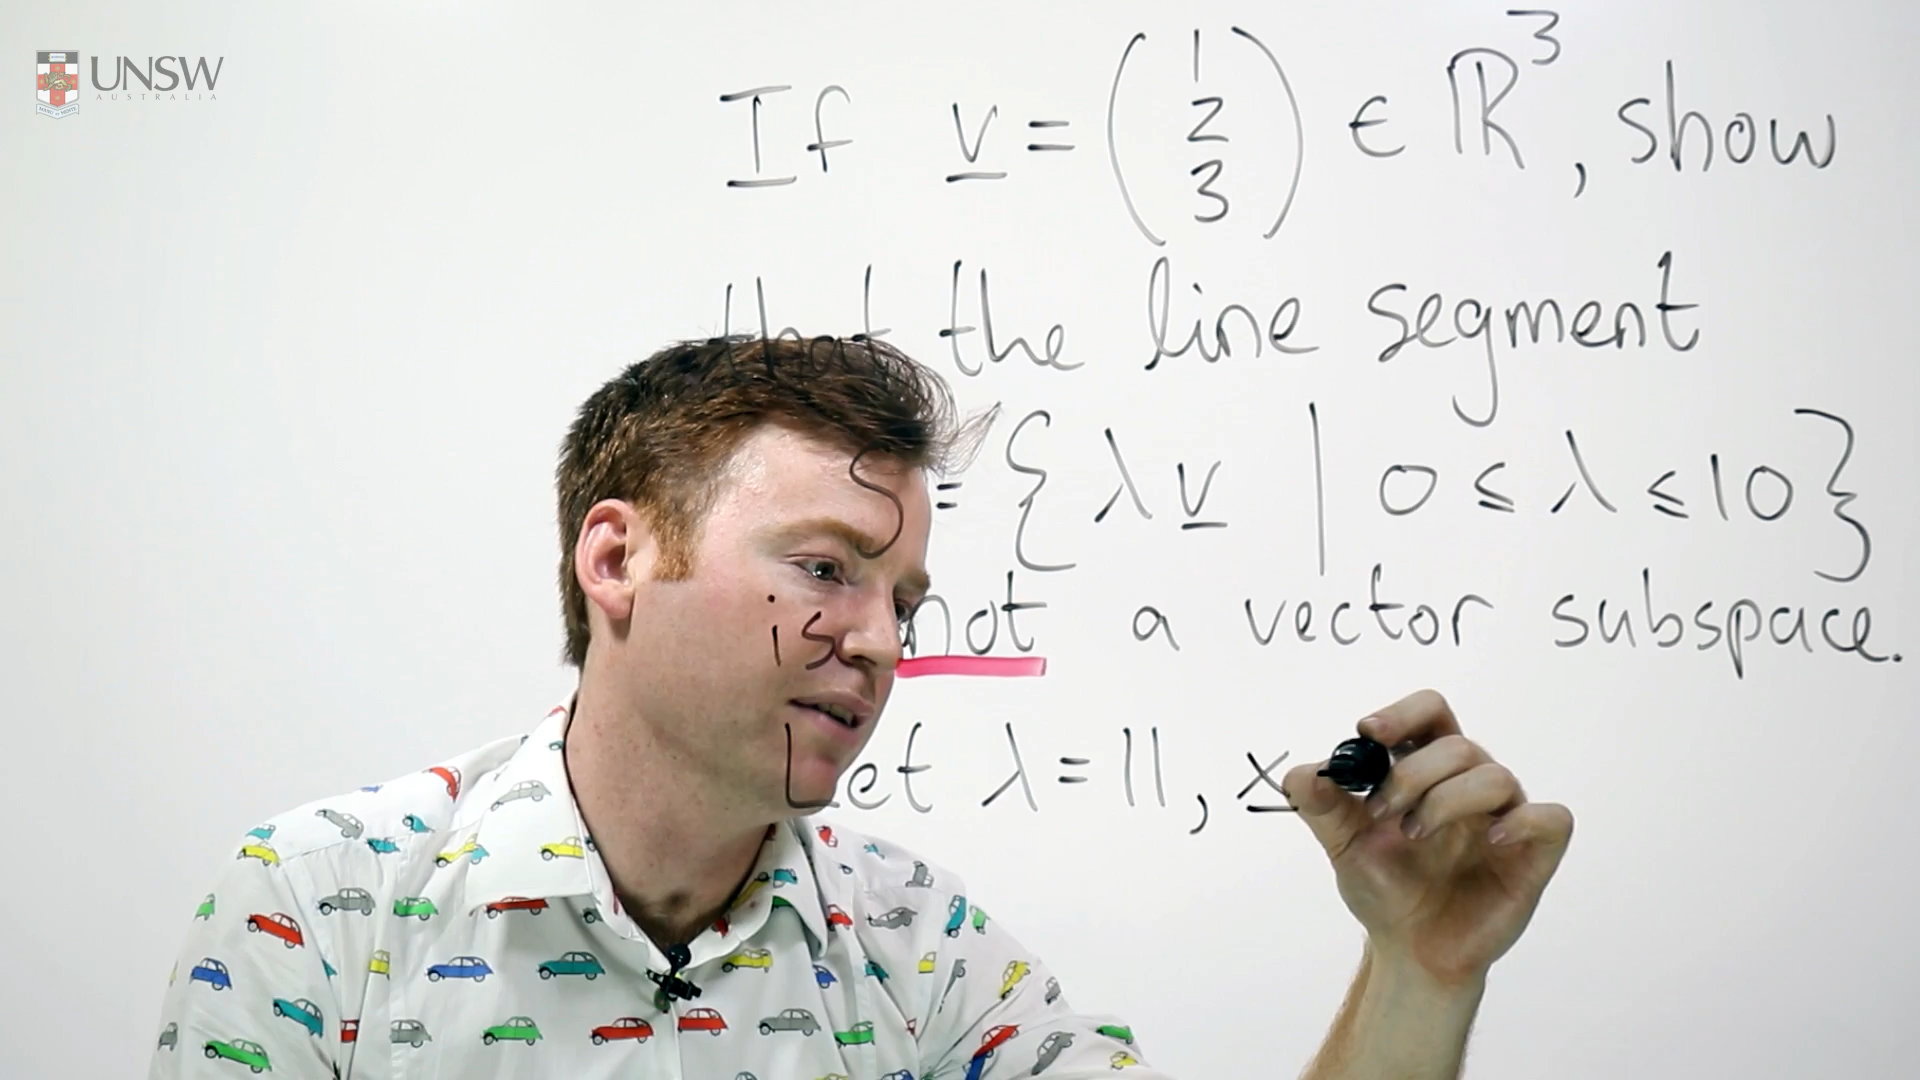 UNSW
AUSTRALIA
If v = (1 2 3) ∈ ℝ³, show
that the line segment
S = {λv | 0 ≤ λ ≤ 10}
is not a vector subspace.
Let λ = 11, x